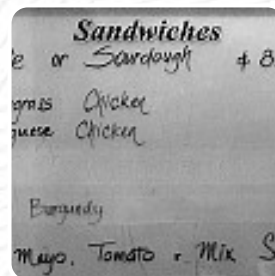 Sandwiches
or Sourdough $ 8
Chicken
Chicken
Burgundy
Mayo, Tomato r Mix S